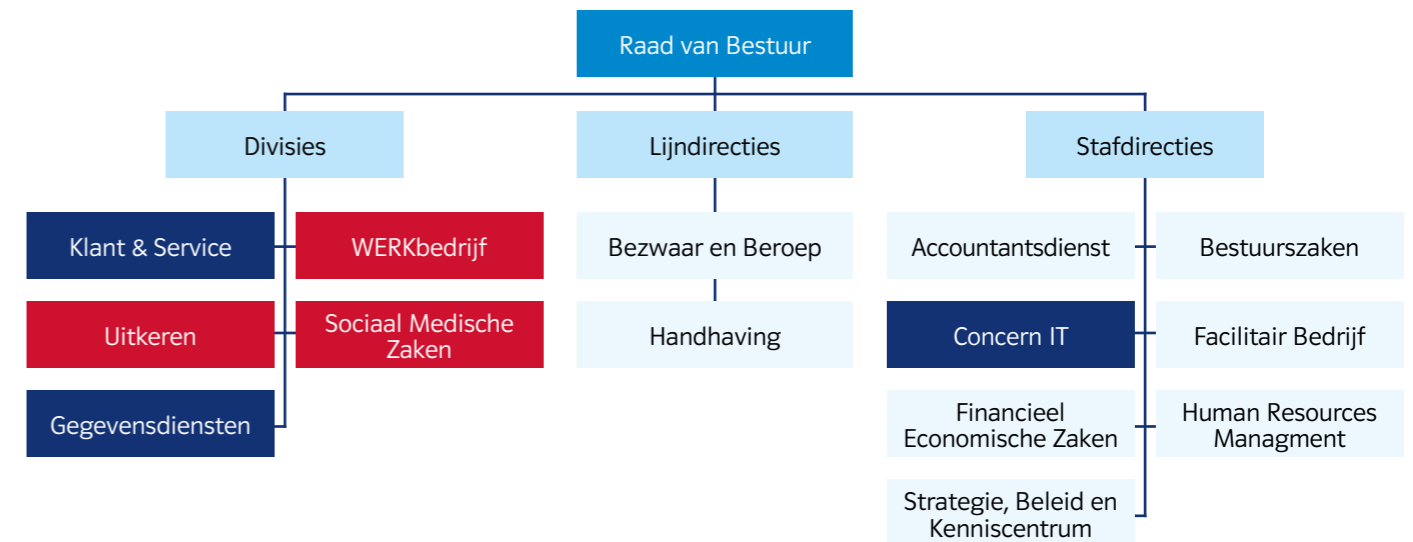 Raad van Bestuur
Divisies
Lijndirecties
Stafdirecties
Klant & Service
WERKbedrijf
Bezwaar en Beroep
Accountantsdienst
Bestuurszaken
Uitkeren
Sociaal Medische
Zaken
Handhaving
Concern IT
Facilitair Bedrijf
Gegevensdiensten
Financieel
Economische Zaken
Human Resources
Managment
Strategie, Beleid en
Kenniscentrum